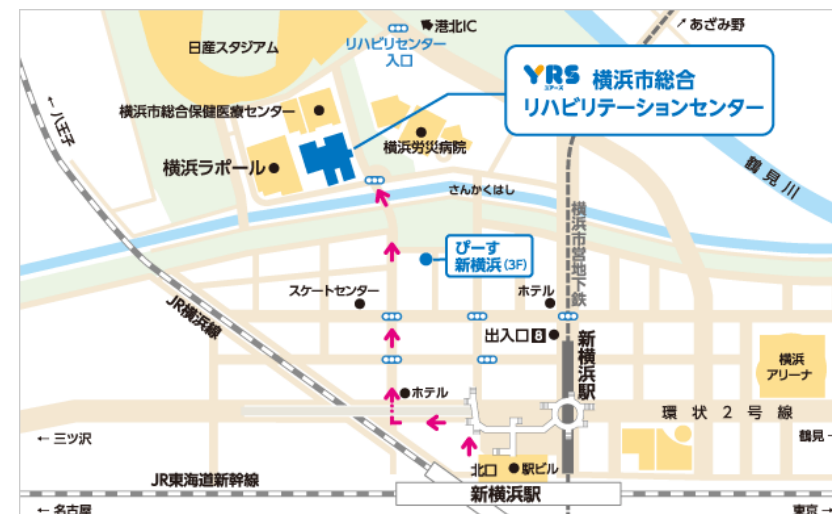 港北IC
あざみ野
日産スタジアム
リハビリセンター
入口
YRS
ユアーズ
横浜市総合
リハビリテーションセンター
八王子
横浜市総合保健医療センター
横浜労災病院
横浜ラポール
鶴見川
さんかくはし
横浜市営地下鉄
ぴーす
新横浜(3F)
スケートセンター
ホテル
JR横浜線
出入口8
新横浜駅
横浜
アリーナ
ホテル
環状2号線
三ツ沢
鶴見
北口
駅ビル
JR東海道新幹線
新横浜駅
名古屋
東京